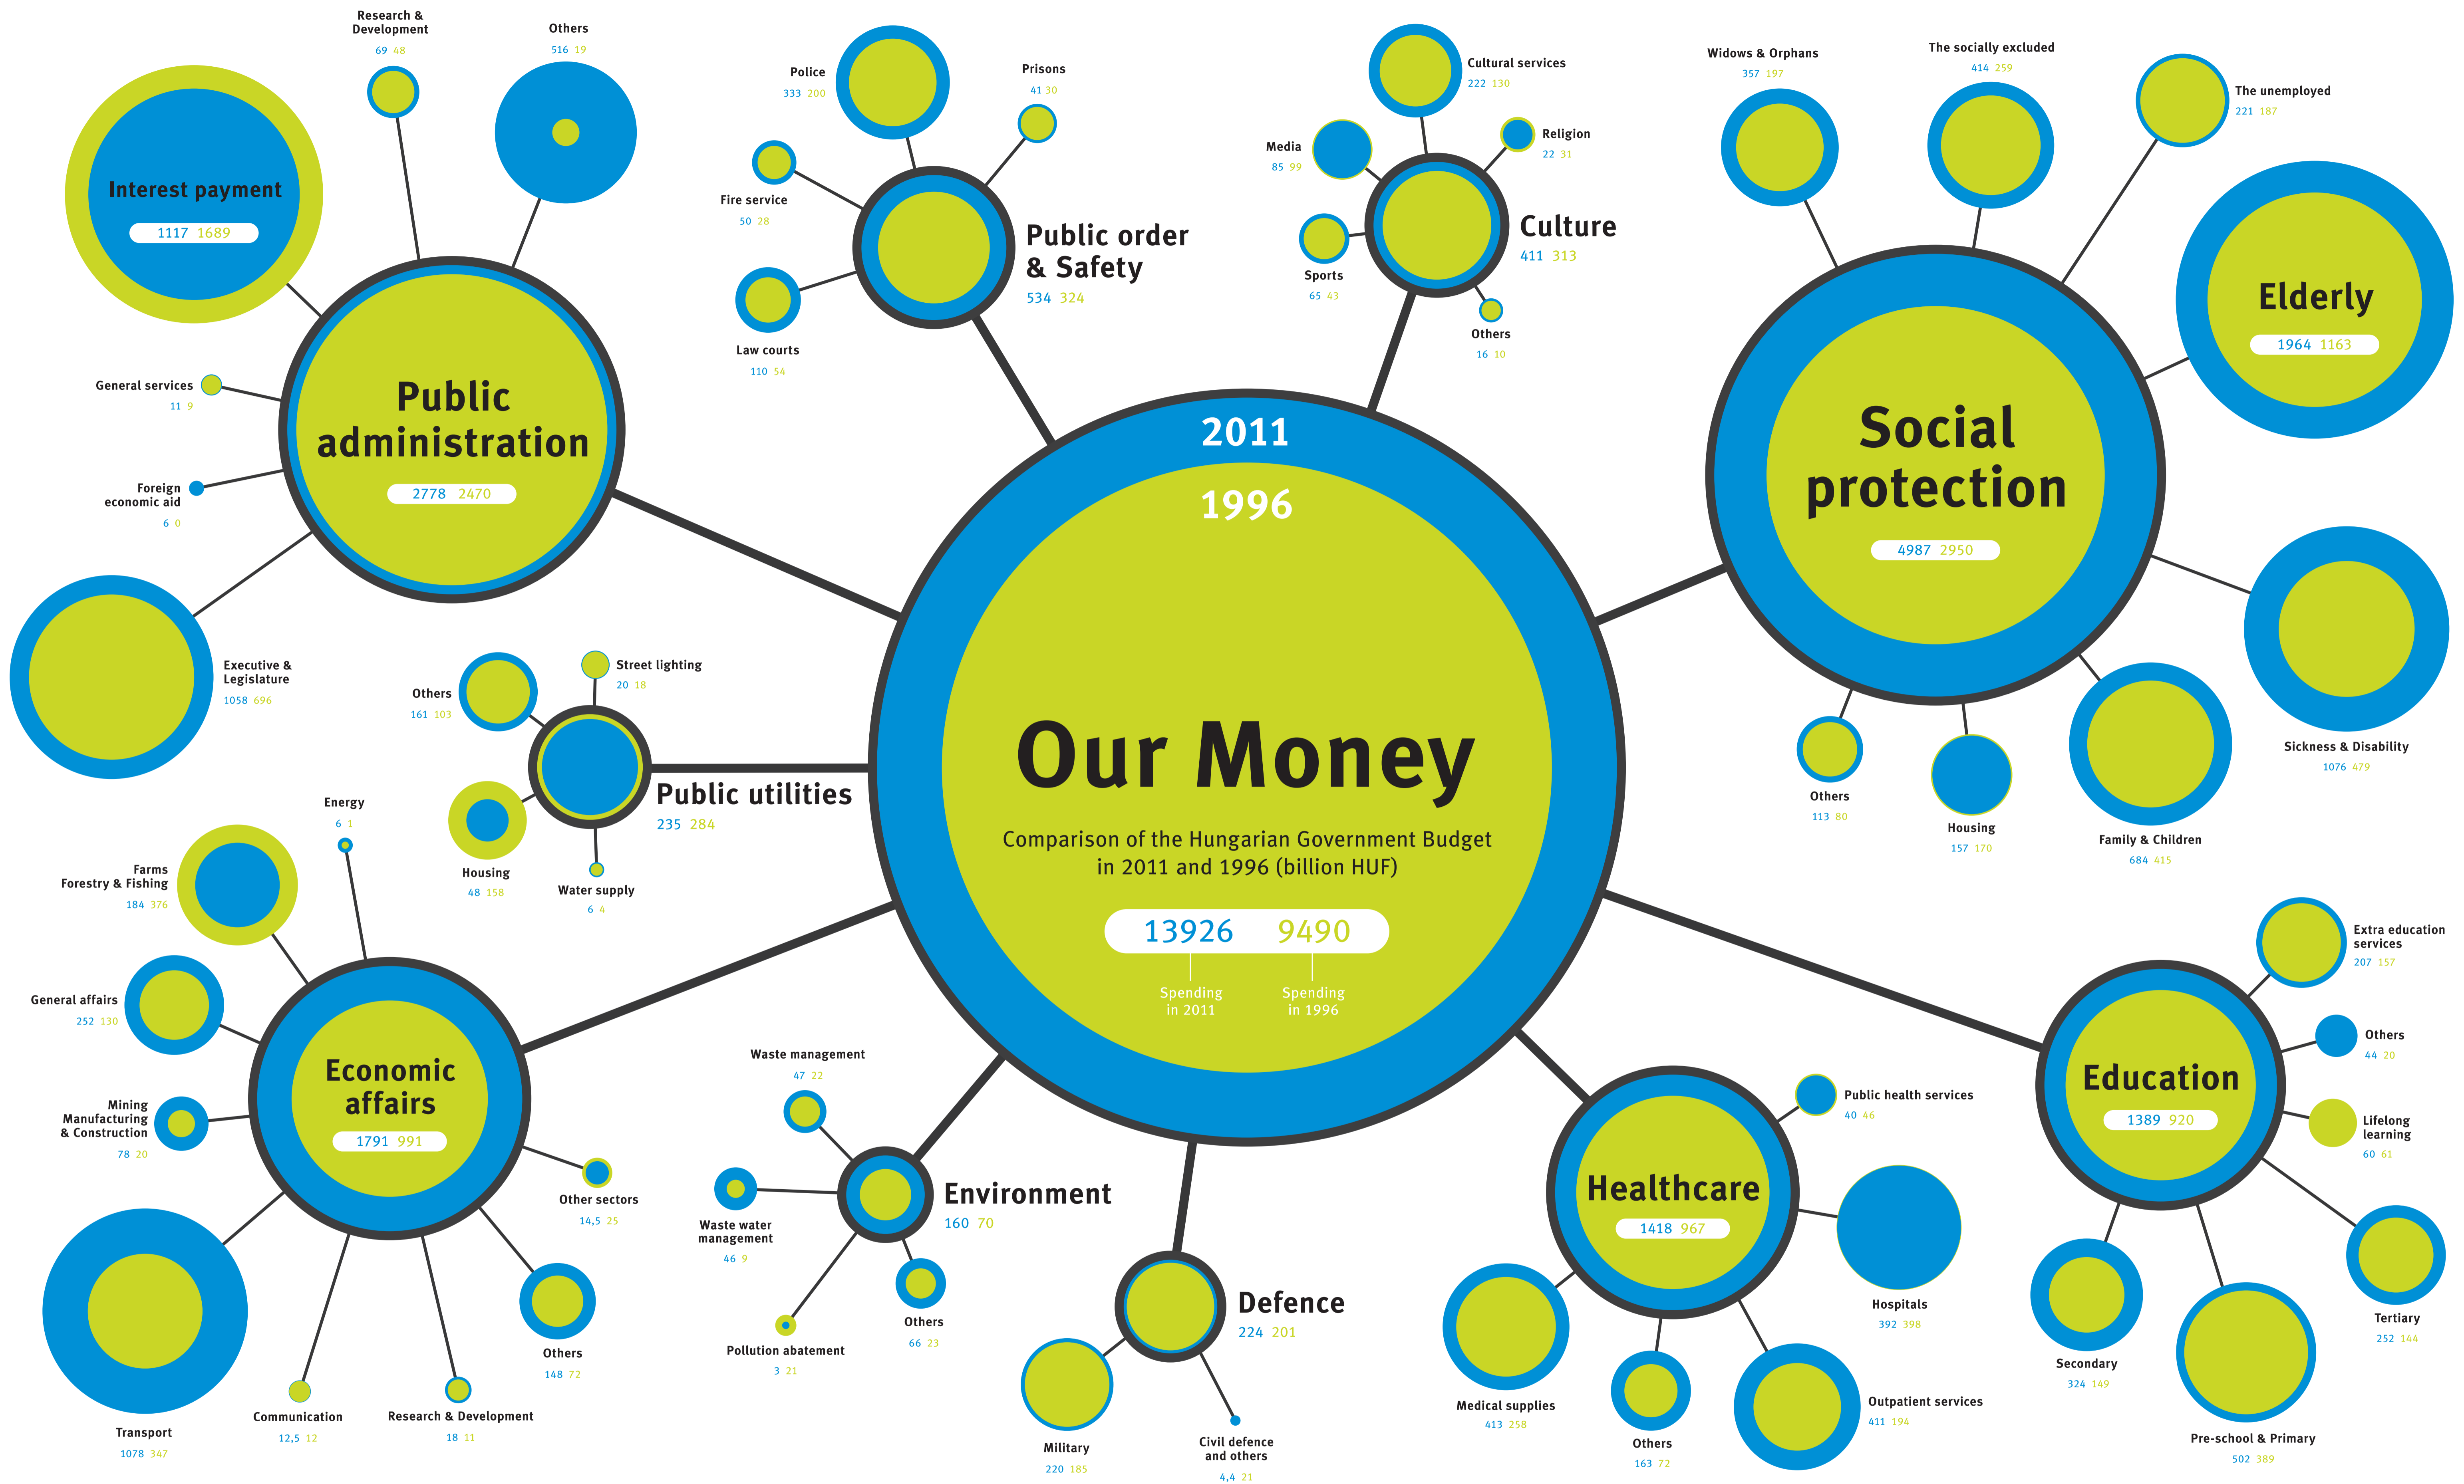 Our Money
Comparison of the Hungarian Government Budget
in 2011 and 1996 (billion HUF)
2011
1996
13926 9490
Spending
in 2011
Spending
in 1996
Public
administration
2778 2470
Interest payment
1117 1689
Research &
Development
69 48
Others
516 19
General services
11 9
Foreign
economic aid
6 0
Executive &
Legislature
1058 696
Public order
& Safety
534 324
Police
333 200
Prisons
41 30
Fire service
50 28
Law courts
110 54
Culture
411 313
Cultural services
222 130
Media
85 99
Religion
22 31
Sports
65 43
Others
16 10
Social
protection
4987 2950
Widows & Orphans
357 197
The socially excluded
414 259
The unemployed
221 187
Elderly
1964 1163
Sickness & Disability
1076 479
Family & Children
684 415
Housing
157 170
Others
113 80
Public utilities
235 284
Street lighting
20 18
Others
161 103
Housing
48 158
Water supply
6 4
Economic
affairs
1791 991
Energy
6 1
Farms
Forestry & Fishing
184 376
General affairs
252 130
Mining
Manufacturing
& Construction
78 20
Transport
1078 347
Communication
12,5 12
Research & Development
18 11
Others
148 72
Other sectors
14,5 25
Environment
160 70
Waste management
47 22
Waste water
management
46 9
Pollution abatement
3 21
Others
66 23
Defence
224 201
Military
220 185
Civil defence
and others
4,4 21
Healthcare
1418 967
Public health services
40 46
Hospitals
392 398
Outpatient services
411 194
Others
163 72
Medical supplies
413 258
Education
1389 920
Extra education
services
207 157
Others
44 20
Lifelong
learning
60 61
Tertiary
252 144
Pre-school & Primary
502 389
Secondary
324 149